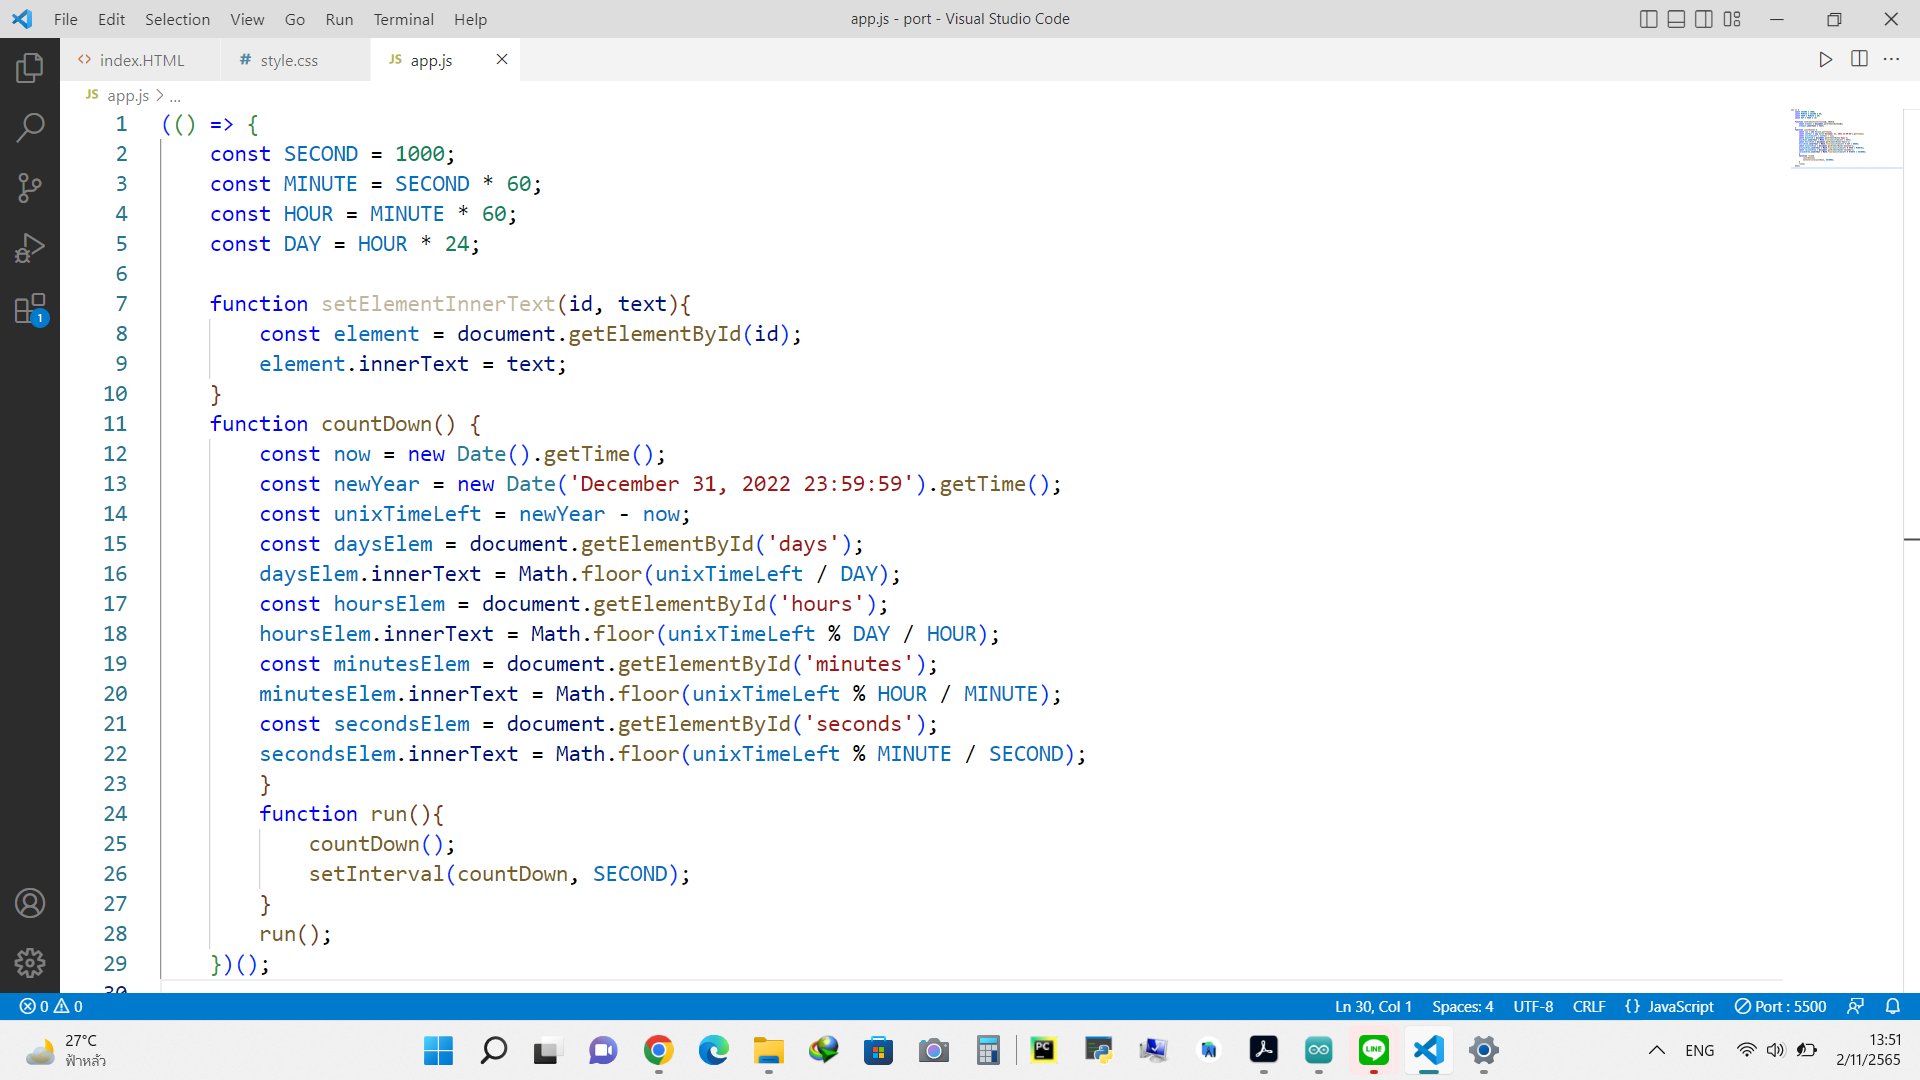 File Edit Selection View Go Run Terminal Help
app.js - port - Visual Studio Code
<> index.HTML
# style.css
JS app.js
JS app.js > ...
1 (() => {
2     const SECOND = 1000;
3     const MINUTE = SECOND * 60;
4     const HOUR = MINUTE * 60;
5     const DAY = HOUR * 24;
6
7     function setElementInnerText(id, text){
8         const element = document.getElementById(id);
9         element.innerText = text;
10     }
11     function countDown() {
12         const now = new Date().getTime();
13         const newYear = new Date('December 31, 2022 23:59:59').getTime();
14         const unixTimeLeft = newYear - now;
15         const daysElem = document.getElementById('days');
16         daysElem.innerText = Math.floor(unixTimeLeft / DAY);
17         const hoursElem = document.getElementById('hours');
18         hoursElem.innerText = Math.floor(unixTimeLeft % DAY / HOUR);
19         const minutesElem = document.getElementById('minutes');
20         minutesElem.innerText = Math.floor(unixTimeLeft % HOUR / MINUTE);
21         const secondsElem = document.getElementById('seconds');
22         secondsElem.innerText = Math.floor(unixTimeLeft % MINUTE / SECOND);
23         }
24         function run(){
25             countDown();
26             setInterval(countDown, SECOND);
27         }
28         run();
29     })();
30
1
0 0
Ln 30, Col 1 Spaces: 4 UTF-8 CRLF {} JavaScript Port : 5500
27°C
ฟ้าหลัว
PC
LINE
ENG
13:51
2/11/2565